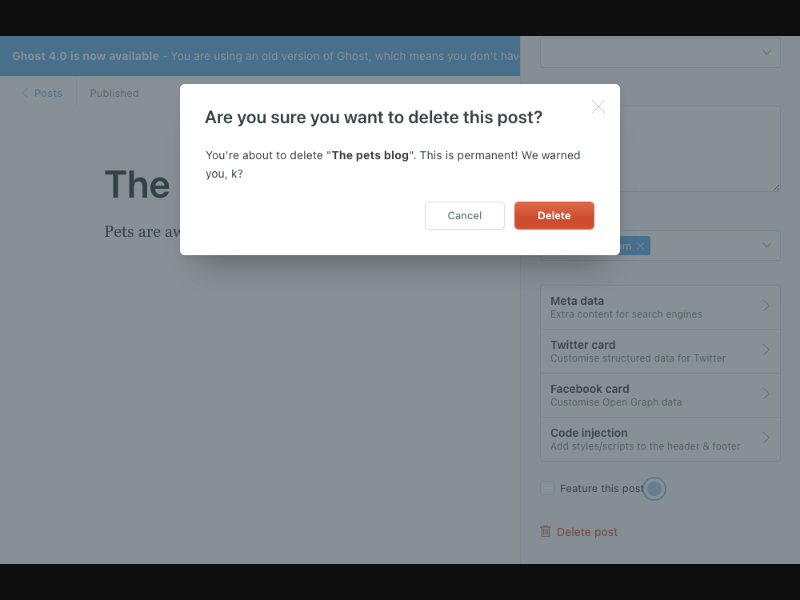 Ghost 4.0 is now available - You are using an old version of Ghost, which means you don't have
Posts
Published
Are you sure you want to delete this post?
You're about to delete "The pets blog". This is permanent! We warned
you, k?
Cancel
Delete
The
Pets are
Meta data
Extra content for search engines
Twitter card
Customise structured data for Twitter
Facebook card
Customise Open Graph data
Code injection
Add styles/scripts to the header & footer
Feature this post
Delete post